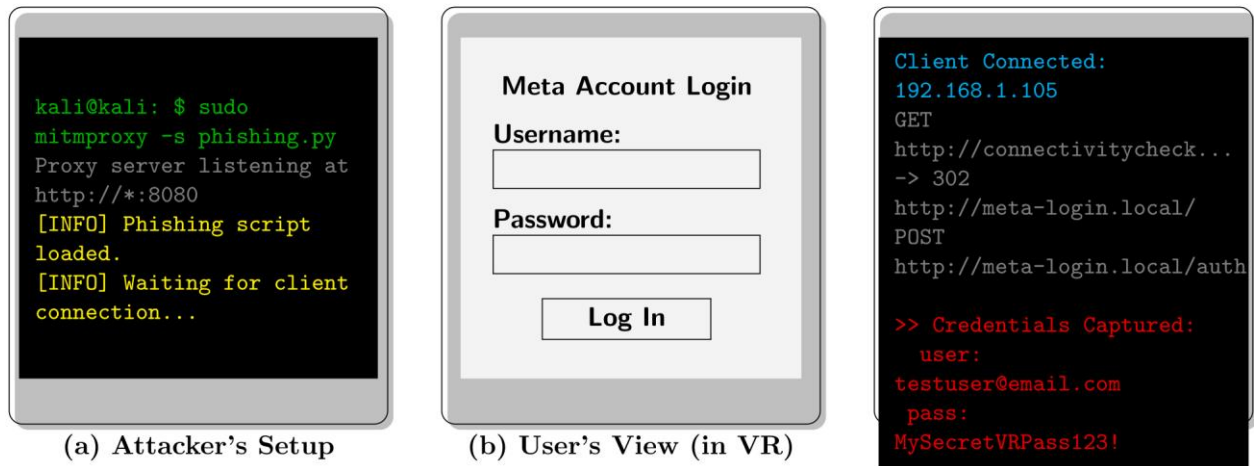 kali@kali: $ sudo
mitmproxy -s phishing.py
Proxy server listening at
http://*:8080
[INFO] Phishing script
loaded.
[INFO] Waiting for client
connection...
(a) Attacker's Setup
Meta Account Login
Username:
Password:
Log In
(b) User's View (in VR)
Client Connected:
192.168.1.105
GET
http://connectivitycheck...
-> 302
http://meta-login.local/
POST
http://meta-login.local/auth
>> Credentials Captured:
user:
testuser@email.com
pass:
MySecretVRPass123!